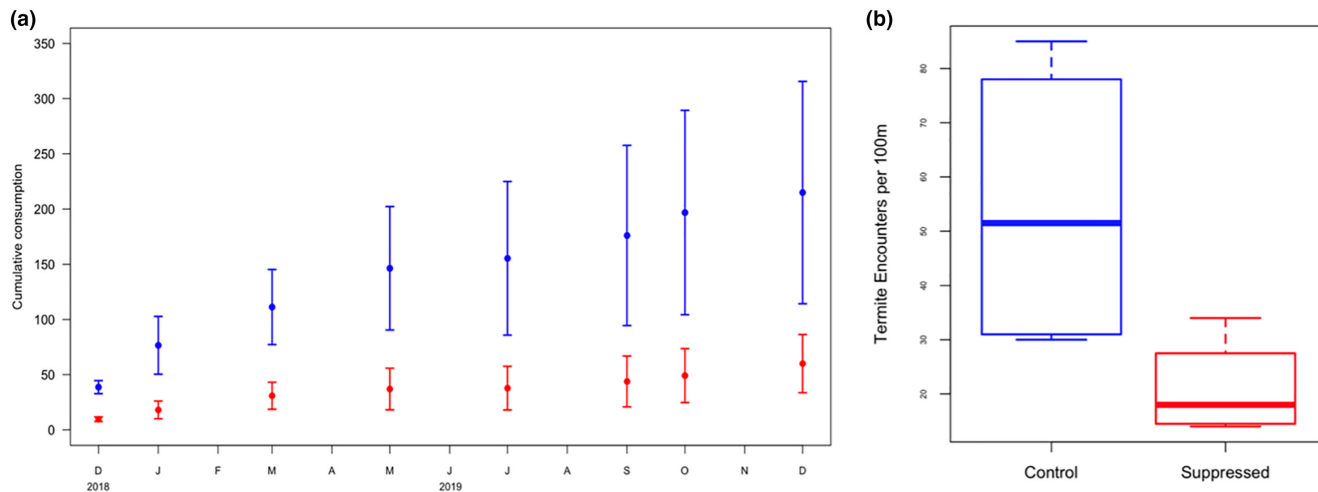 (a)
Cumulative consumption
350
300
250
200
150
100
50
0
D J F M A M J J A S O N D
2018 2019
(b)
Termite Encounters per 100m
80
70
60
50
40
30
20
Control Suppressed